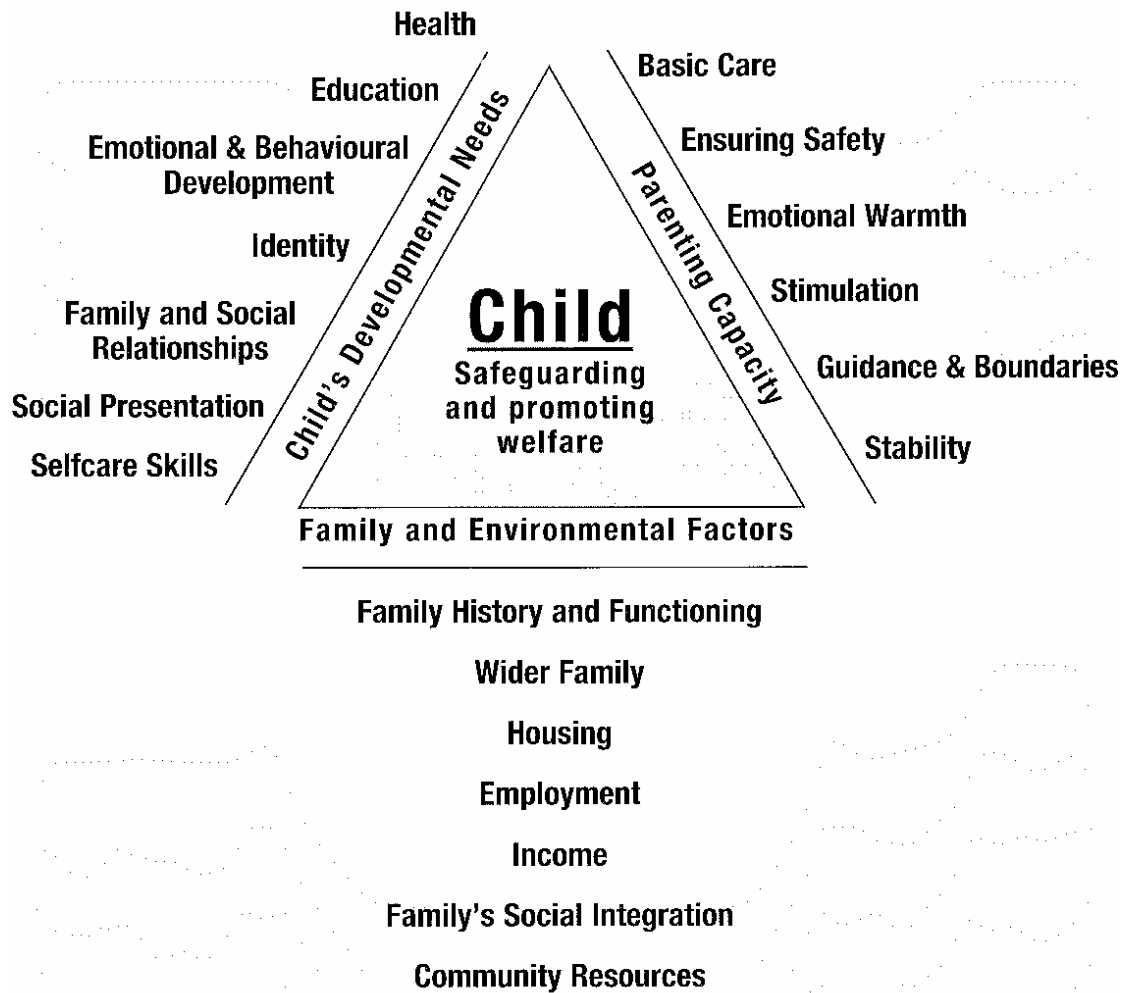 Health
Education
Emotional & Behavioural
Development
Identity
Family and Social
Relationships
Social Presentation
Selfcare Skills
Child's Developmental Needs
Basic Care
Ensuring Safety
Emotional Warmth
Stimulation
Guidance & Boundaries
Stability
Parenting Capacity
Child
Safeguarding
and promoting
welfare
Family and Environmental Factors
Family History and Functioning
Wider Family
Housing
Employment
Income
Family's Social Integration
Community Resources